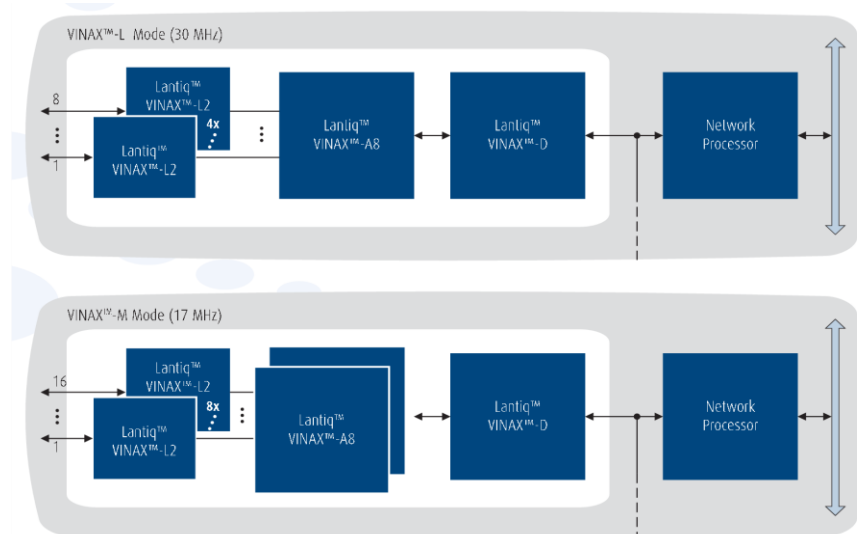 VINAX™-L Mode (30 MHz)
8
1
Lantiq™
VINAX™-L2
4x
Lantiq™
VINAX™-L2
Lantiq™
VINAX™-A8
Lantiq™
VINAX™-D
Network
Processor
VINAX™-M Mode (17 MHz)
16
1
Lantiq™
VINAX™-L2
8x
Lantiq™
VINAX™-L2
Lantiq™
VINAX™-A8
Lantiq™
VINAX™-D
Network
Processor